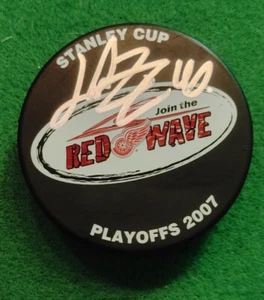 STANLEY CUP
Join the
RED WAVE
PLAYOFFS 2007